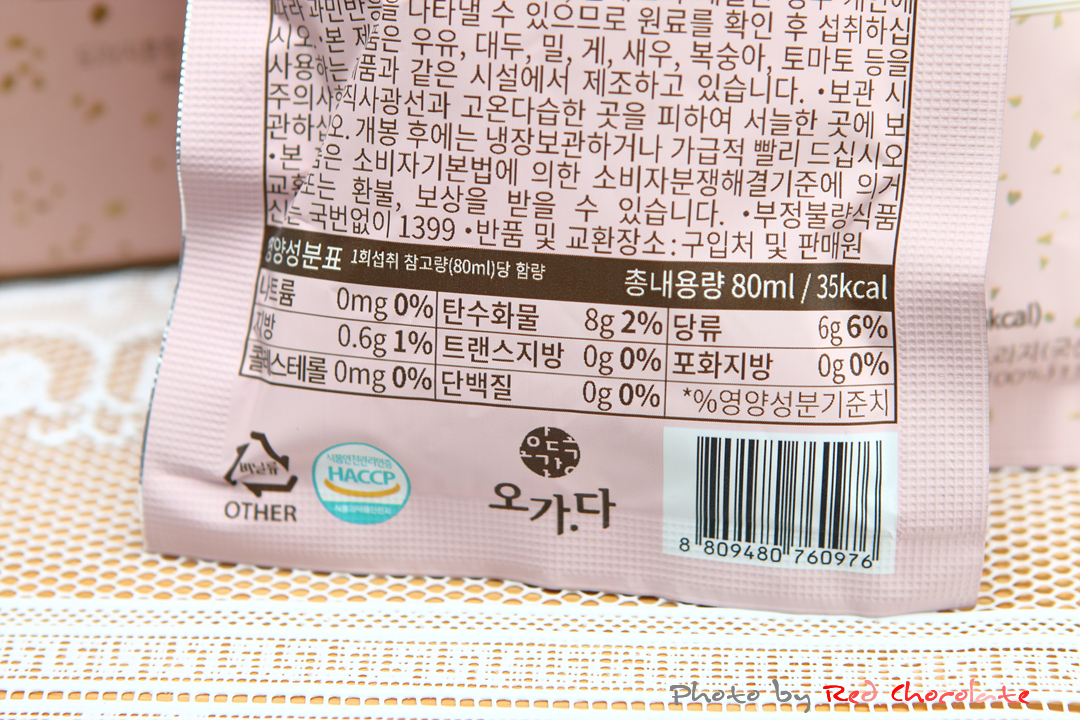 따라 과민반응을 나타낼 수 있으므로 원료를 확인 후 섭취하십
시오.•본 제품은 우유, 대두, 밀, 게, 새우, 복숭아, 토마토 등을
사용하는 제품과 같은 시설에서 제조하고 있습니다. •보관 시
주의사항:직사광선과 고온다습한 곳을 피하여 서늘한 곳에 보
관하십시오. 개봉 후에는 냉장보관하거나 가급적 빨리 드십시오
•본 제품은 소비자기본법에 의한 소비자분쟁해결기준에 의거
교환 또는 환불, 보상을 받을 수 있습니다. •부정불량식품
신고는 국번없이 1399 •반품 및 교환장소:구입처 및 판매원
영양성분표 1회섭취 참고량(80ml)당 함량 총내용량 80ml / 35kcal
나트륨 0mg 0% 탄수화물 8g 2% 당류 6g 6%
지방 0.6g 1% 트랜스지방 0g 0% 포화지방 0g 0%
콜레스테롤 0mg 0% 단백질 0g 0% *%영양성분기준치
비닐류
OTHER
식품안전관리인증
HACCP
오가다
8 809480 760976
kcal)
Photo by Red Chocolate